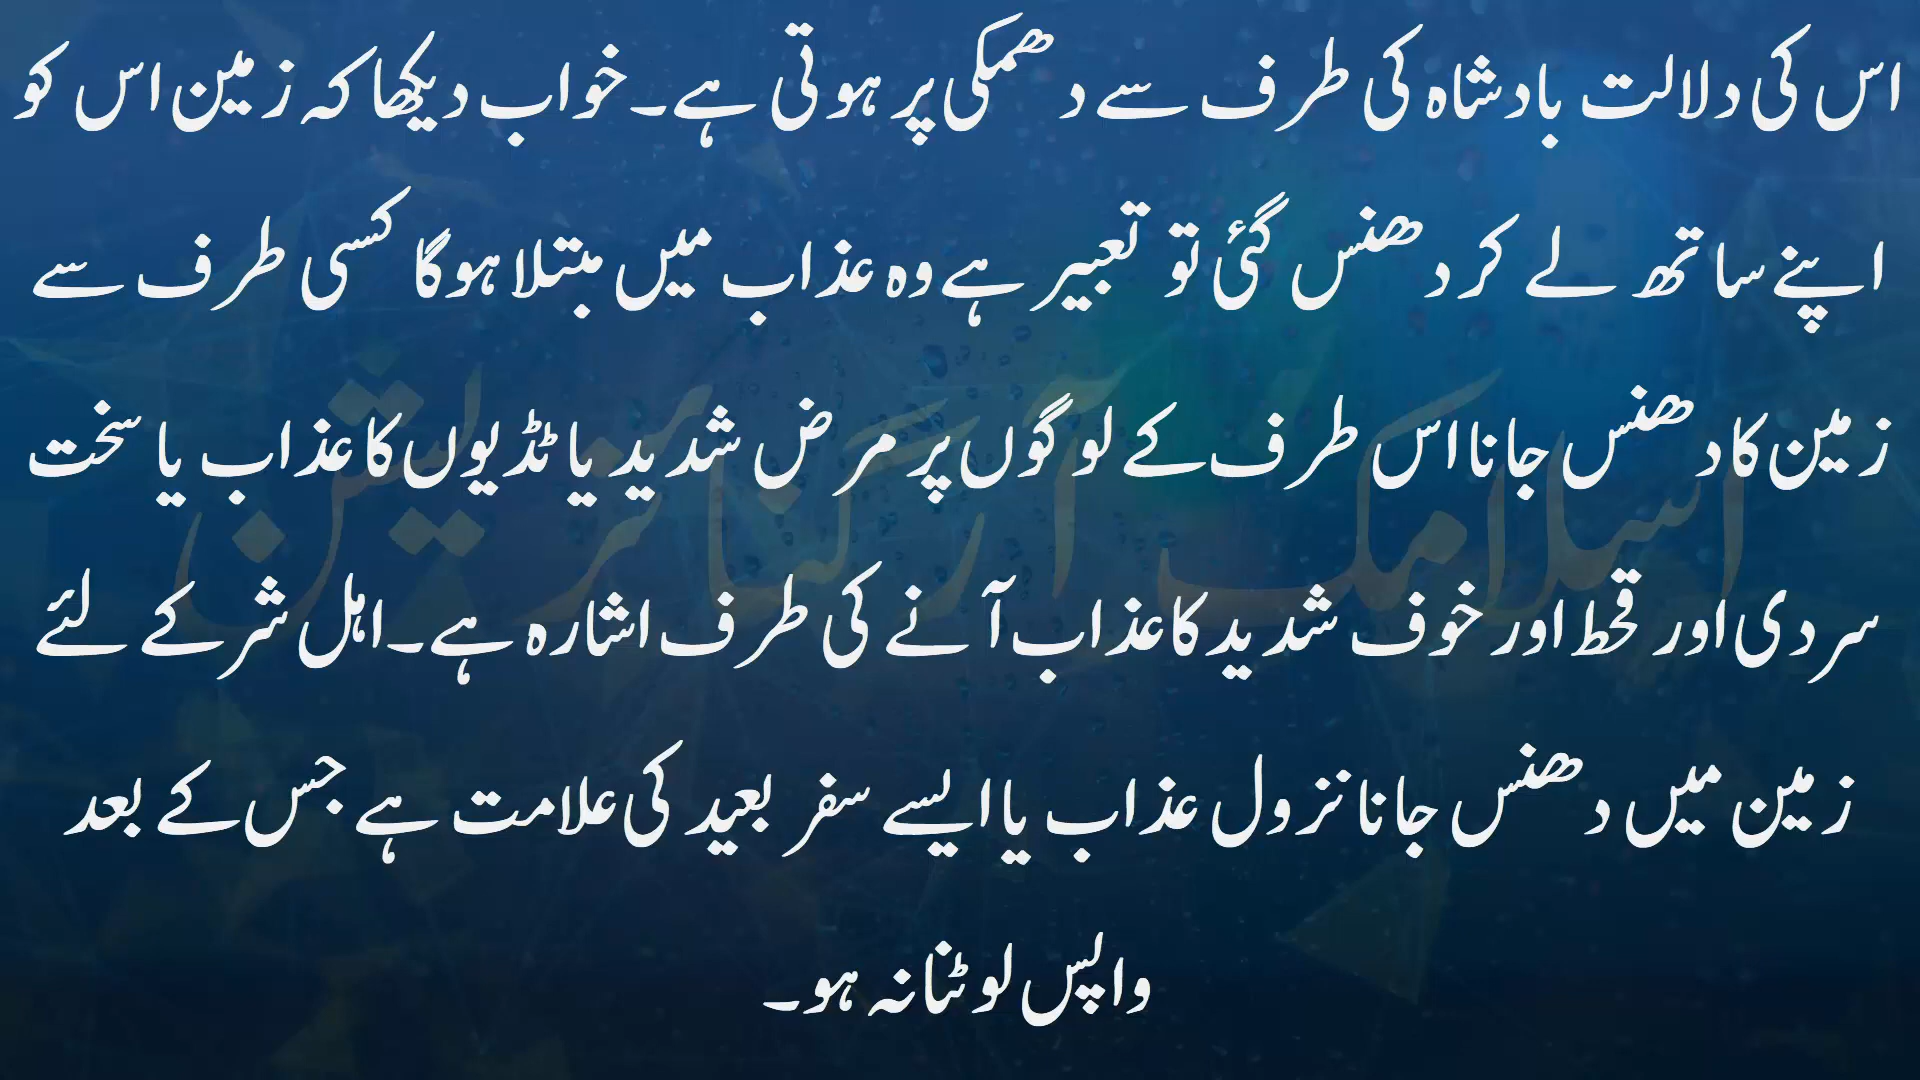 اس کی دلالت بادشاہ کی طرف سے دھمکی پر ہوتی ہے۔ خواب دیکھا کہ زمین اس کو
اپنے ساتھ لے کر دھنس گئی تو تعبیر ہے وہ عذاب میں مبتلا ہوگا کسی طرف سے
زمین کا دھنس جانا اس طرف کے لوگوں پر مرض شدید یا ٹڈیوں کا عذاب یا سخت
سردی اور قحط اور خوف شدید کا عذاب آنے کی طرف اشارہ ہے۔ اہل شر کے لئے
زمین میں دھنس جانا نزول عذاب یا ایسے سفر بعید کی علامت ہے جس کے بعد
واپس لوٹنا نہ ہو۔
اسلامک آرگنائزیشن